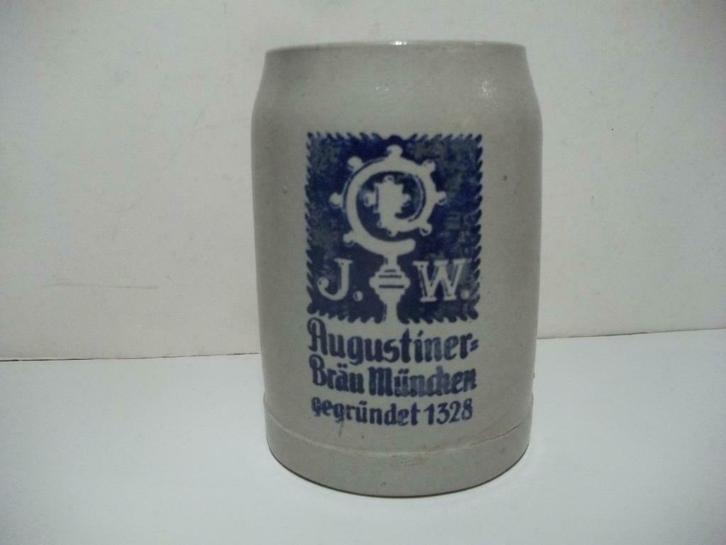 J. W.
Augustiner-
Bräu München
gegründet 1328